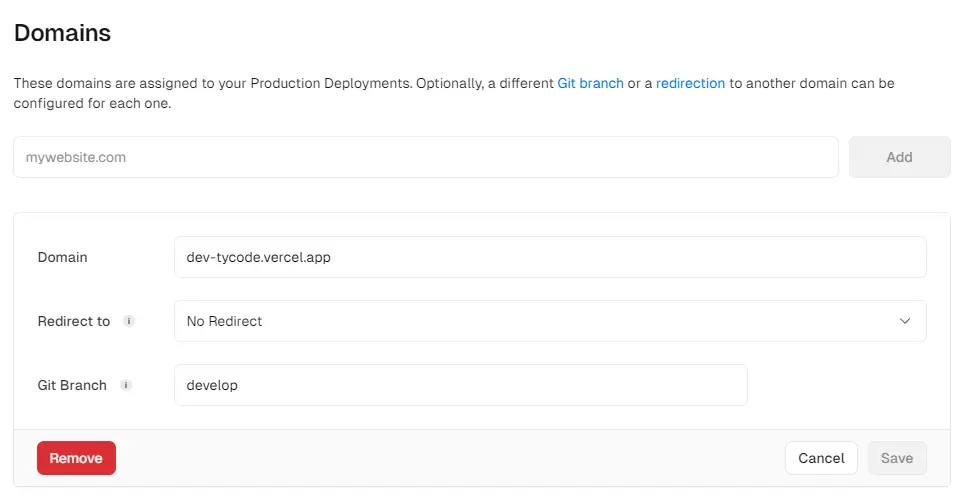 Domains
These domains are assigned to your Production Deployments. Optionally, a different Git branch or a redirection to another domain can be
configured for each one.
mywebsite.com
Add
Domain
dev-tycode.vercel.app
Redirect to i
No Redirect
Git Branch i
develop
Remove
Cancel
Save